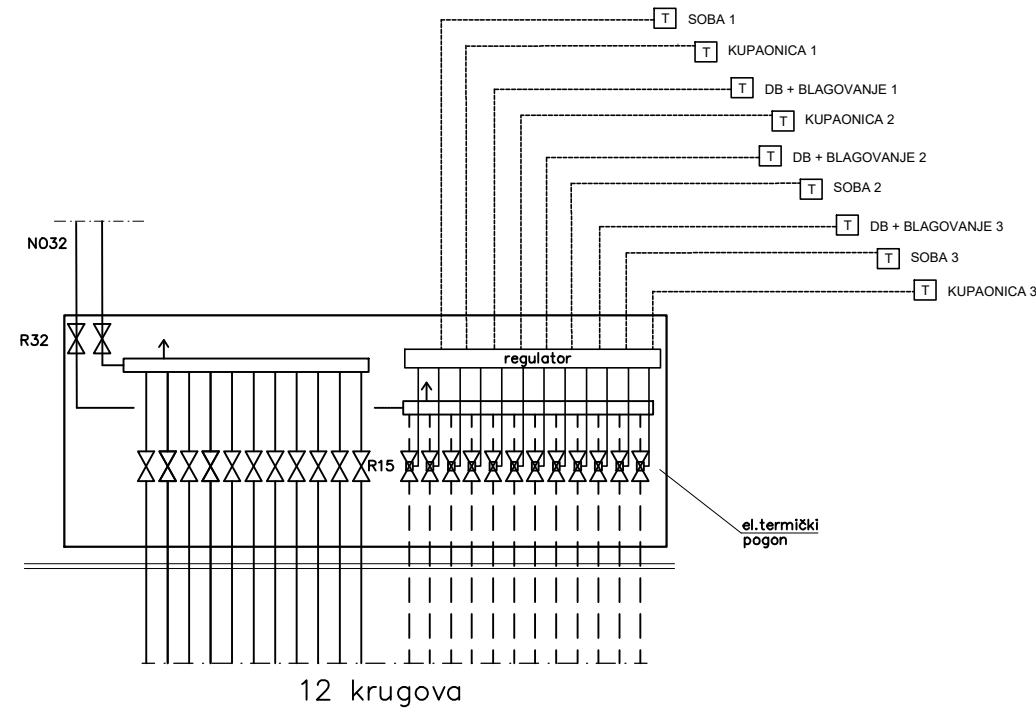 T SOBA 1
T KUPAONICA 1
T DB + BLAGOVANJE 1
T KUPAONICA 2
T DB + BLAGOVANJE 2
T SOBA 2
T DB + BLAGOVANJE 3
T SOBA 3
T KUPAONICA 3
NO32
R32
regulator
R15
el.termički
pogon
12 krugova